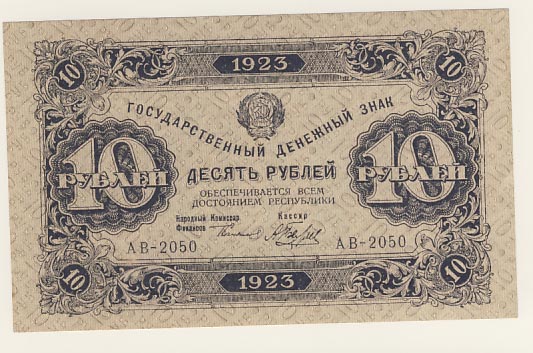 1923
10 10
ГОСУДАРСТВЕННЫЙ ДЕНЕЖНЫЙ ЗНАК
10 РУБЛЕЙ
ДЕСЯТЬ РУБЛЕЙ
10 РУБЛЕЙ
ОБЕСПЕЧИВАЕТСЯ ВСЕМ
ДОСТОЯНИЕМ РЕСПУБЛИКИ
Народный Комиссар Кассир
Финансов
АВ-2050 АВ-2050
10 10
1923